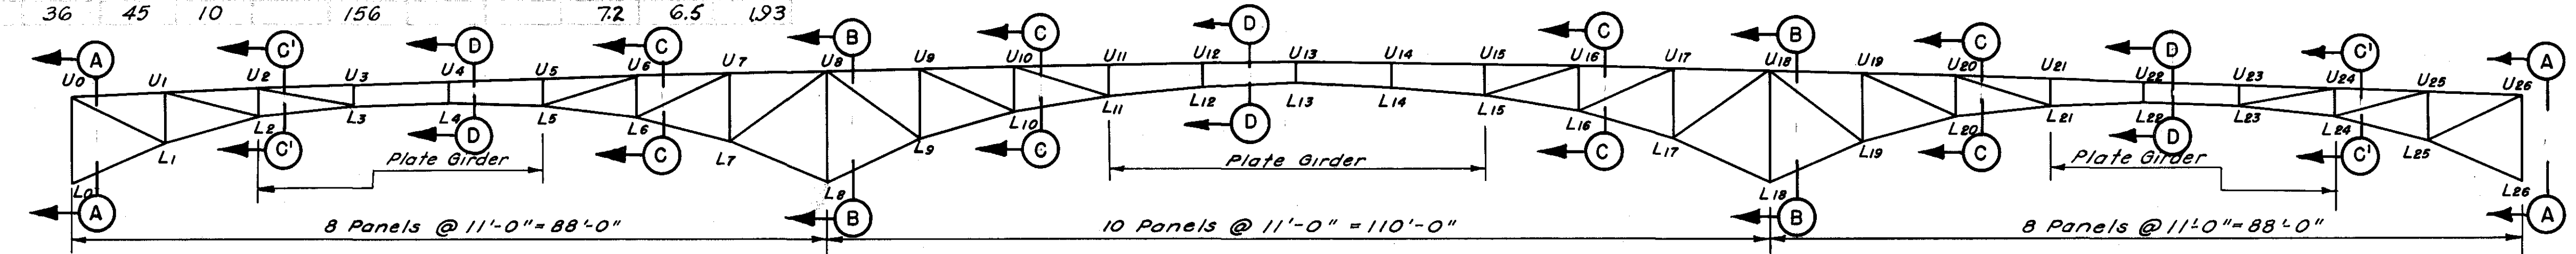 36 45 10 156 7.2 6.5 1.93
A C' D C B C D C B C D C' A
U0 U1 U2 U3 U4 U5 U6 U7 U8 U9 U10 U11 U12 U13 U14 U15 U16 U17 U18 U19 U20 U21 U22 U23 U24 U25 U26
L0 L1 L2 L3 L4 L5 L6 L7 L8 L9 L10 L11 L12 L13 L14 L15 L16 L17 L18 L19 L20 L21 L22 L23 L24 L25 L26
Plate Girder Plate Girder Plate Girder
A C' D C B C D C B C D C' A
8 Panels @ 11'-0" = 88'-0" 10 Panels @ 11'-0" = 110'-0" 8 Panels @ 11'-0" = 88'-0"